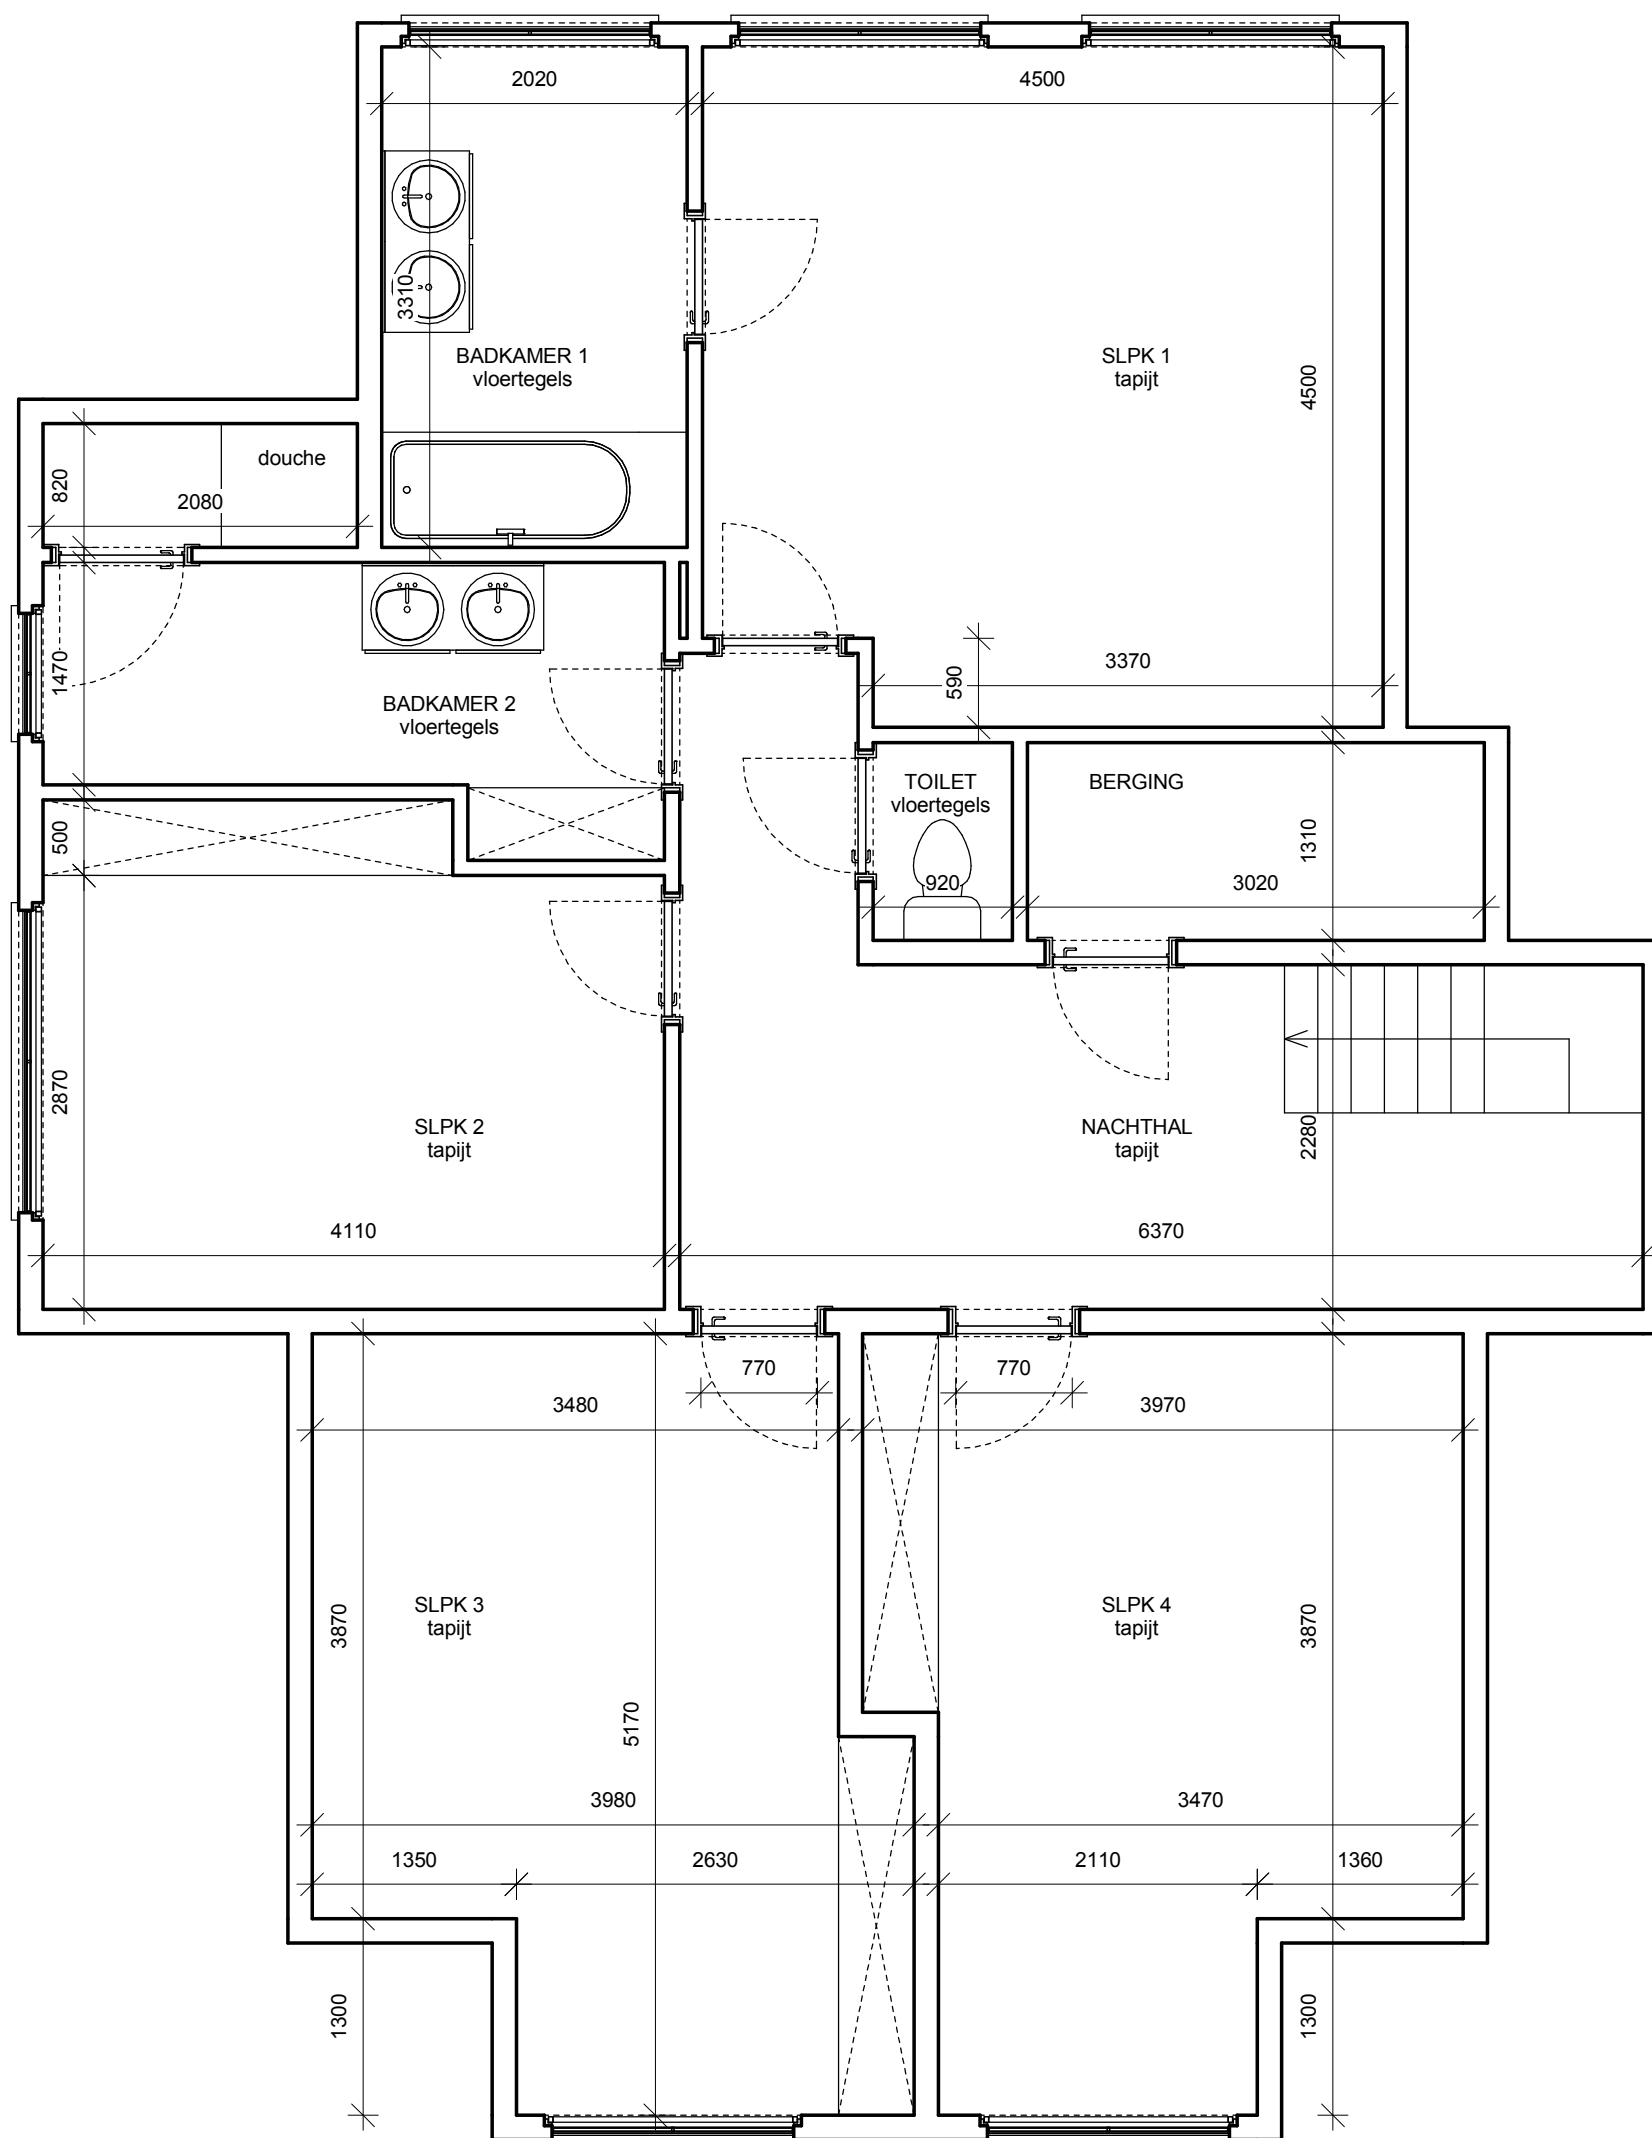 2020
4500
3310
BADKAMER 1
vloertegels
SLPK 1
tapijt
4500
douche
820
2080
1470
590
3370
BADKAMER 2
vloertegels
TOILET
vloertegels
BERGING
500
1310
920
3020
2870
SLPK 2
tapijt
NACHTHAL
tapijt
2280
4110
6370
770
770
3480
3970
SLPK 3
tapijt
SLPK 4
tapijt
3870
3870
5170
3980
3470
1350
2630
2110
1360
1300
1300